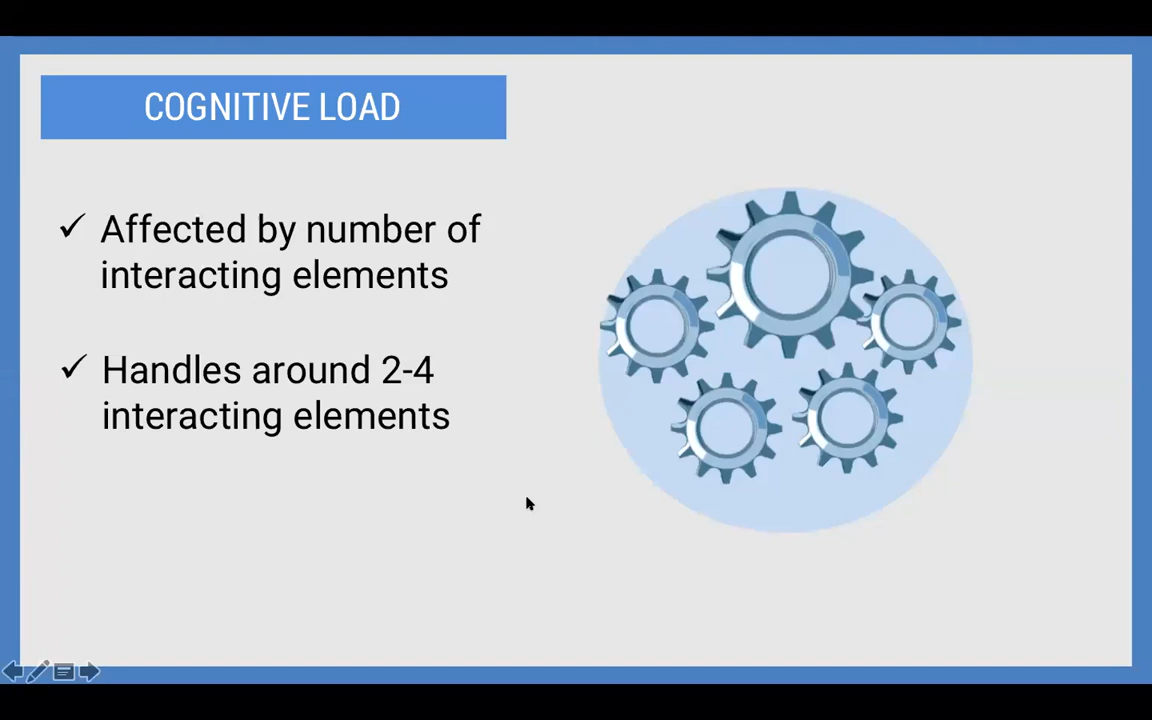 COGNITIVE LOAD
✓ Affected by number of
interacting elements
✓ Handles around 2-4
interacting elements